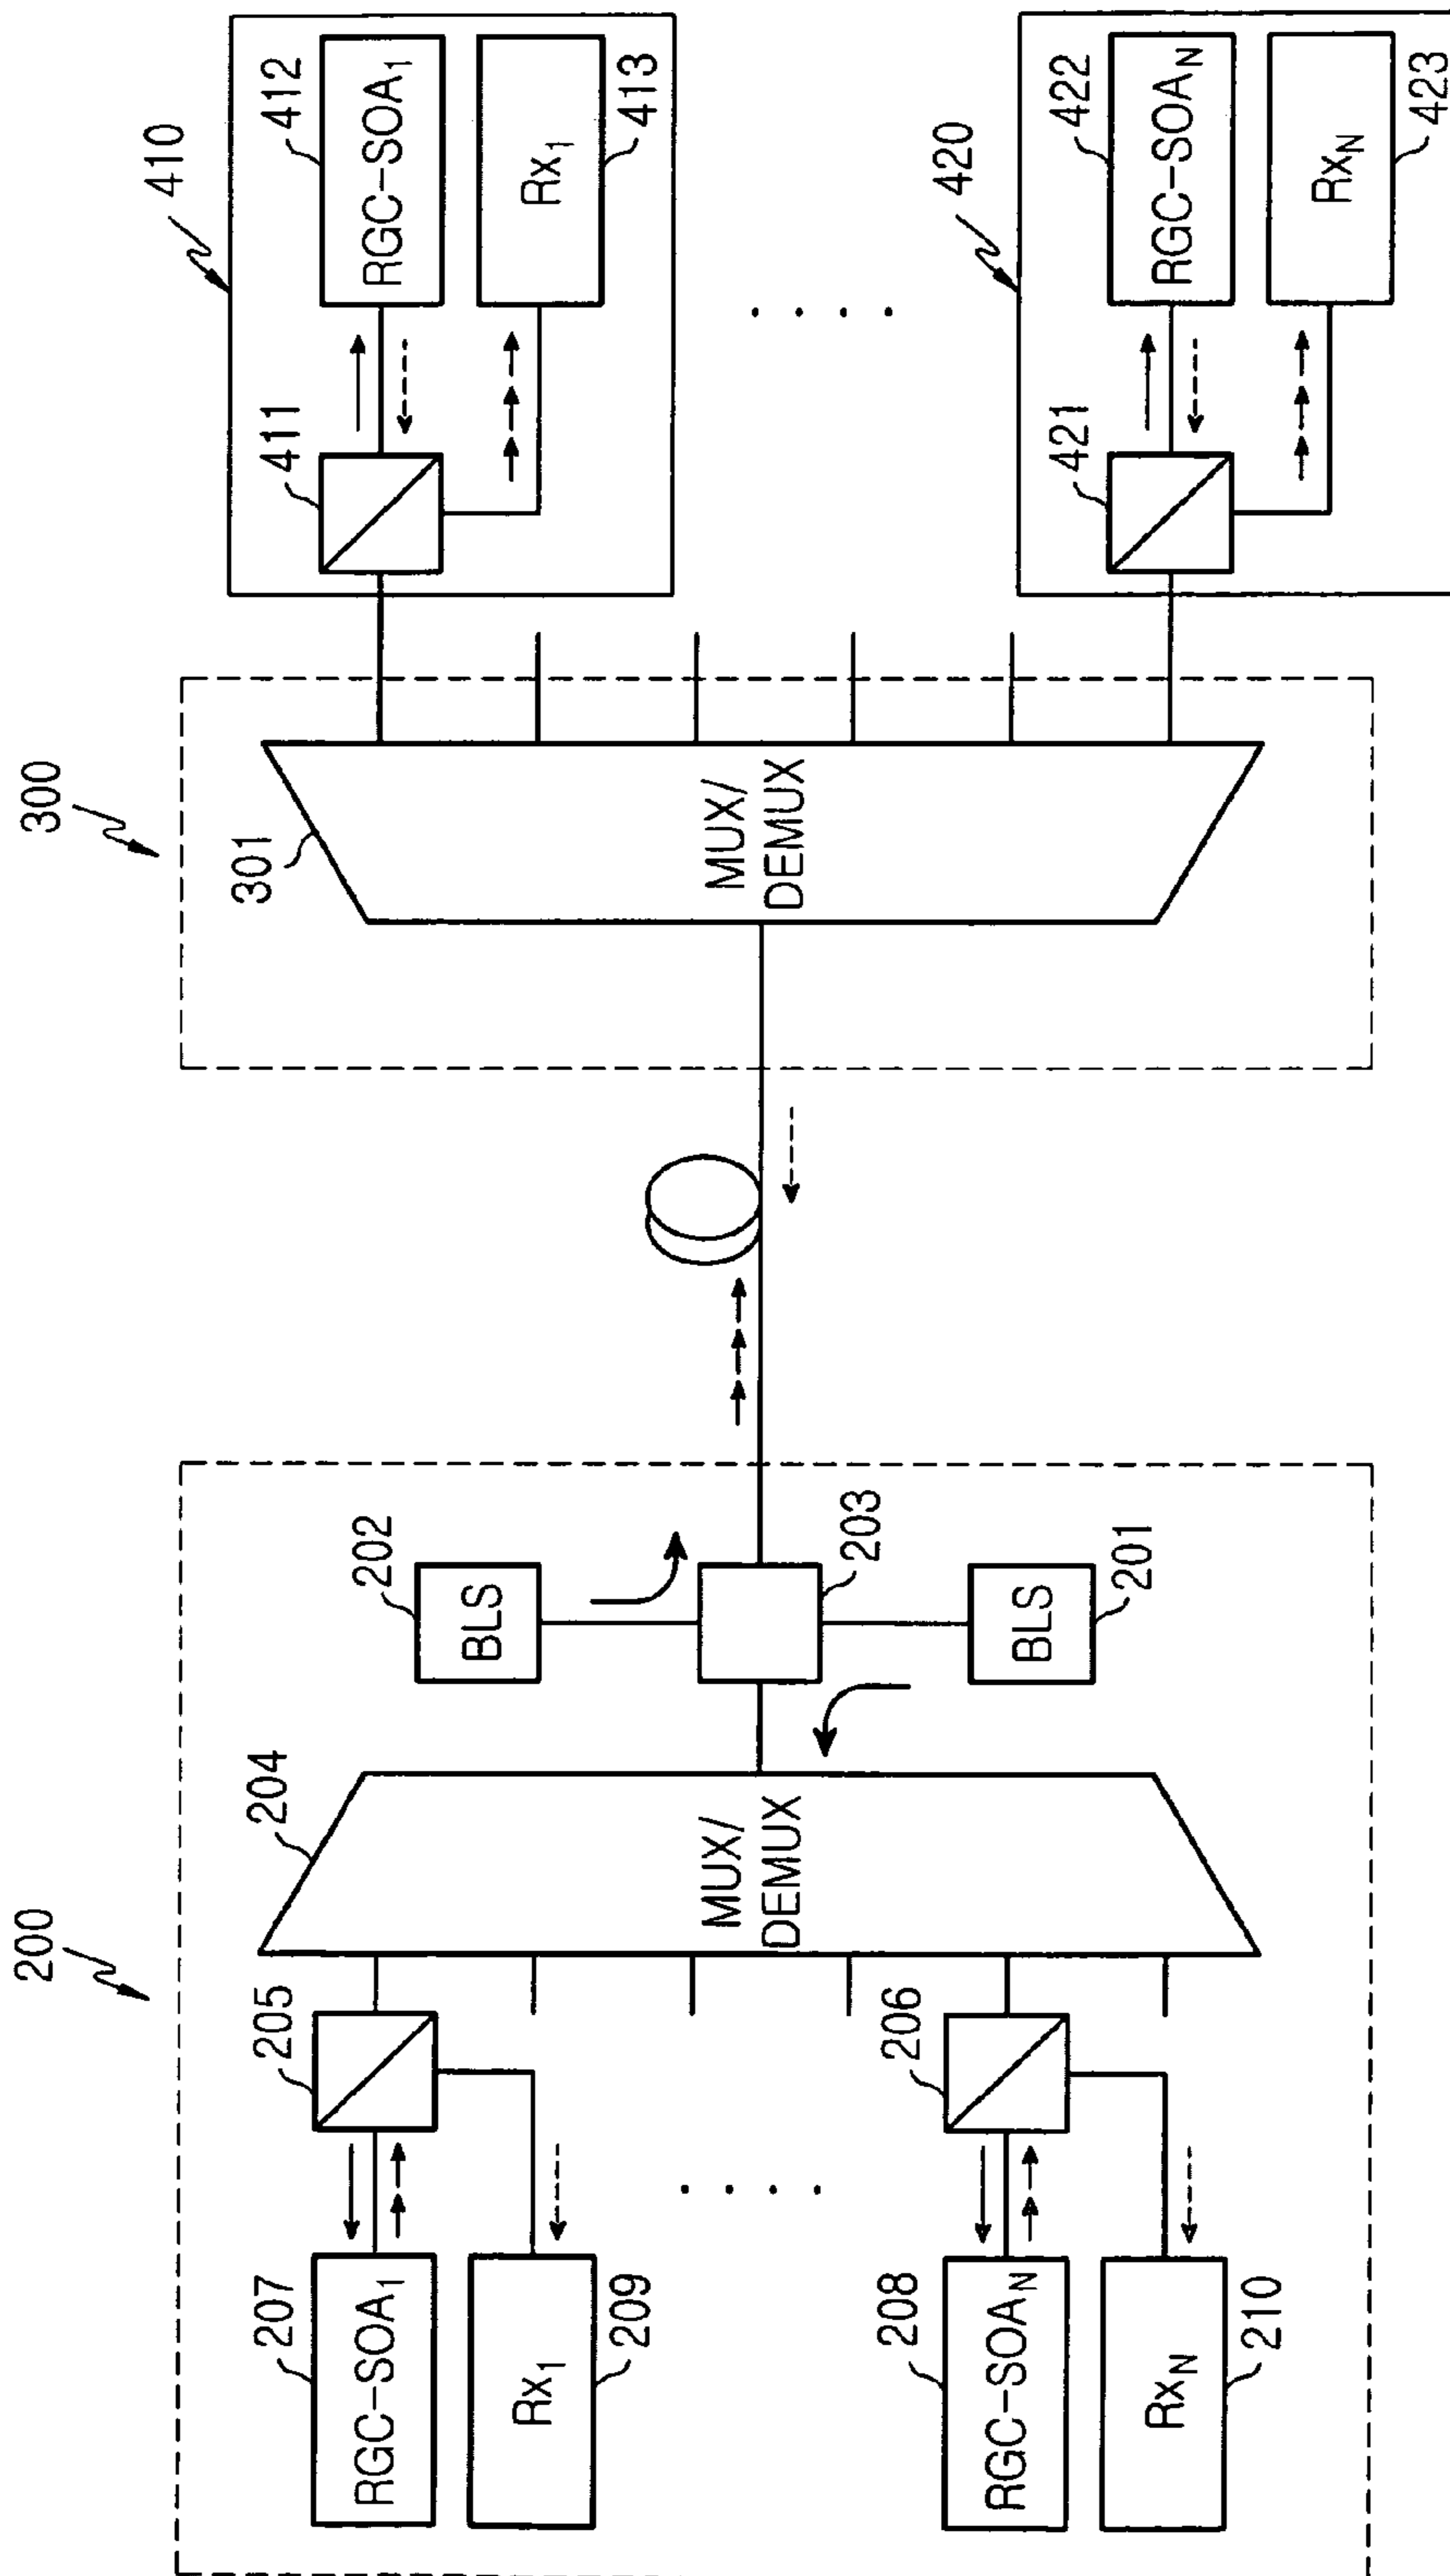 200
207
RGC-SOA1
205
Rx1
209
208
RGC-SOAN
206
RxN
210
204
MUX/
DEMUX
202
BLS
203
BLS
201
300
301
MUX/
DEMUX
410
411
412
RGC-SOA1
Rx1
413
420
421
422
RGC-SOAN
RxN
423